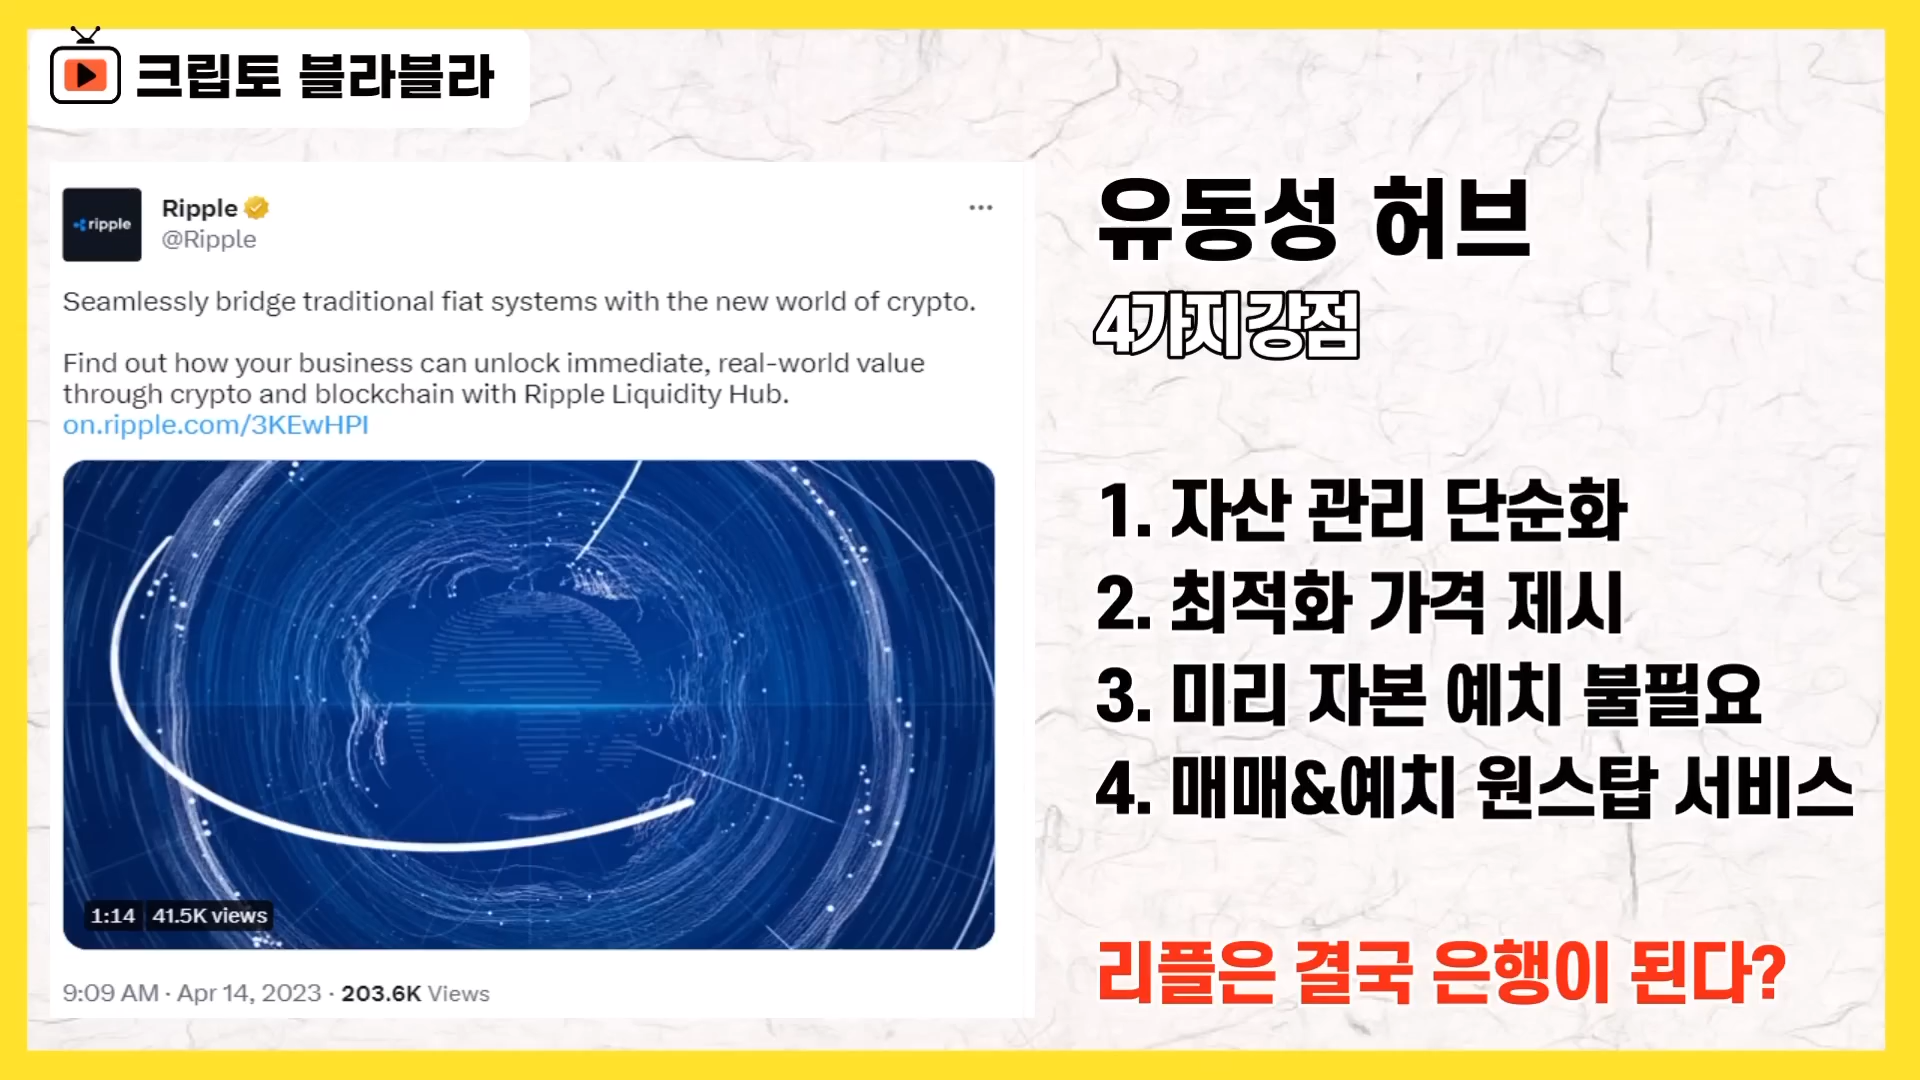 크립토 블라블라
ripple
Ripple
@Ripple
Seamlessly bridge traditional fiat systems with the new world of crypto.
Find out how your business can unlock immediate, real-world value
through crypto and blockchain with Ripple Liquidity Hub.
on.ripple.com/3KEwHPI
1:14 41.5K views
9:09 AM · Apr 14, 2023 · 203.6K Views
유동성 허브
4가지 강점
1. 자산 관리 단순화
2. 최적화 가격 제시
3. 미리 자본 예치 불필요
4. 매매&예치 원스탑 서비스
리플은 결국 은행이 된다?